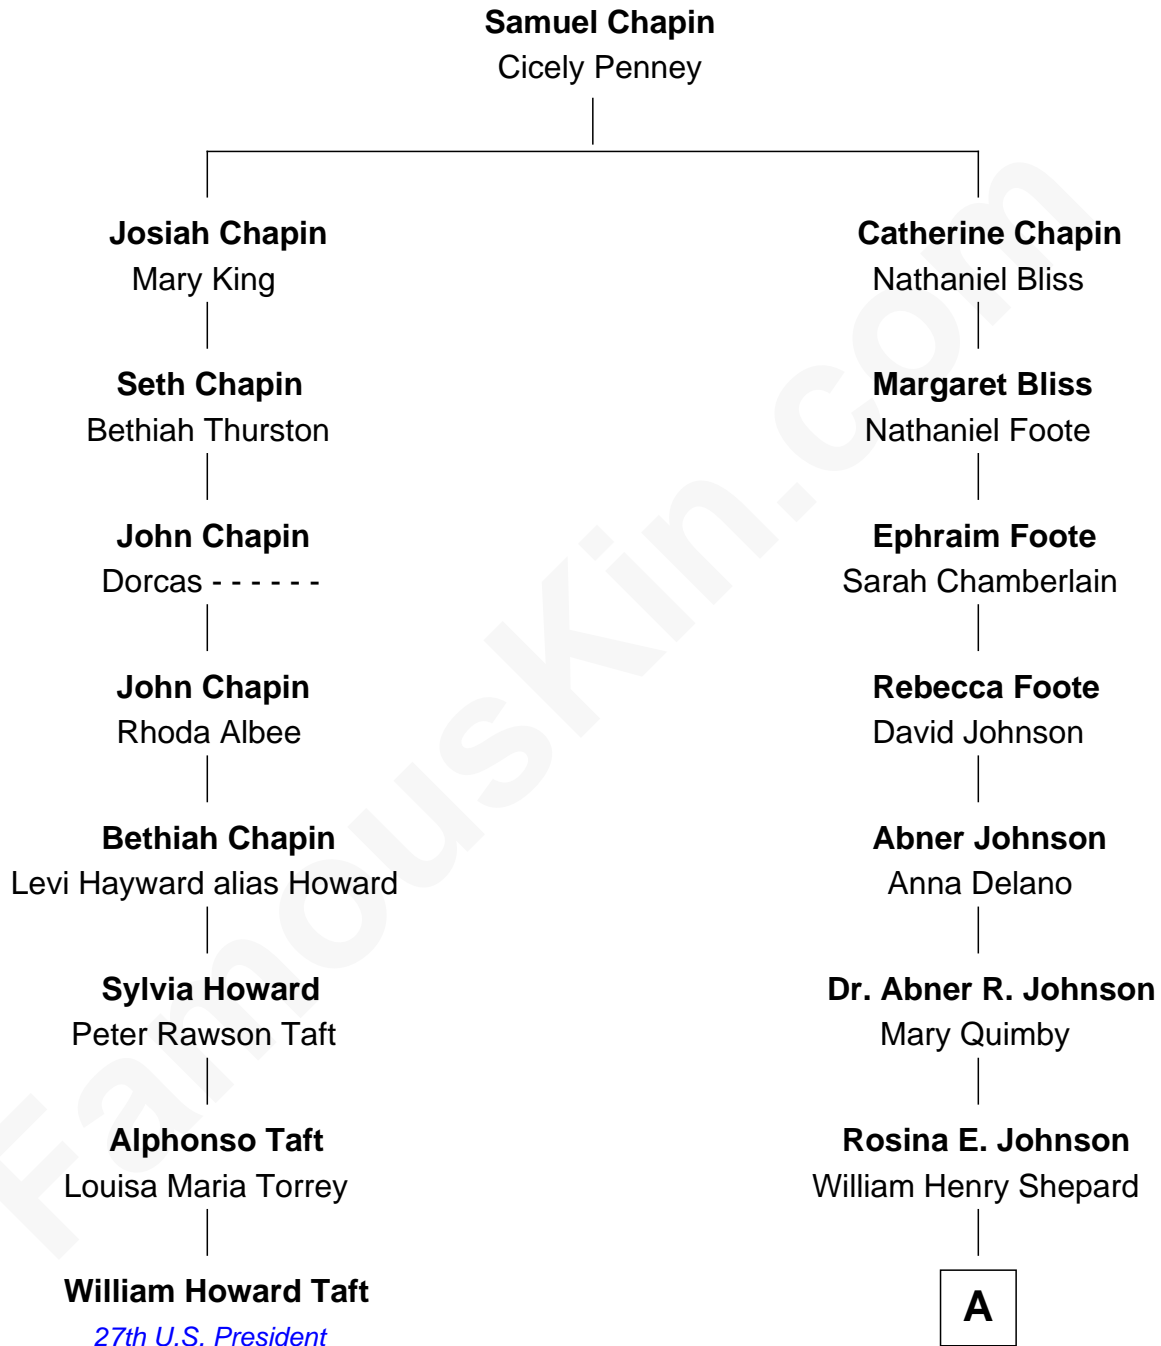 Samuel Chapin
Cicely Penney
Josiah Chapin
Mary King
Catherine Chapin
Nathaniel Bliss
Seth Chapin
Bethiah Thurston
Margaret Bliss
Nathaniel Foote
John Chapin
Dorcas - - - - - -
Ephraim Foote
Sarah Chamberlain
John Chapin
Rhoda Albee
Rebecca Foote
David Johnson
Bethiah Chapin
Levi Hayward alias Howard
Abner Johnson
Anna Delano
Sylvia Howard
Peter Rawson Taft
Dr. Abner R. Johnson
Mary Quimby
Alphonso Taft
Louisa Maria Torrey
Rosina E. Johnson
William Henry Shepard
William Howard Taft
27th U.S. President
A
FamousKin.com